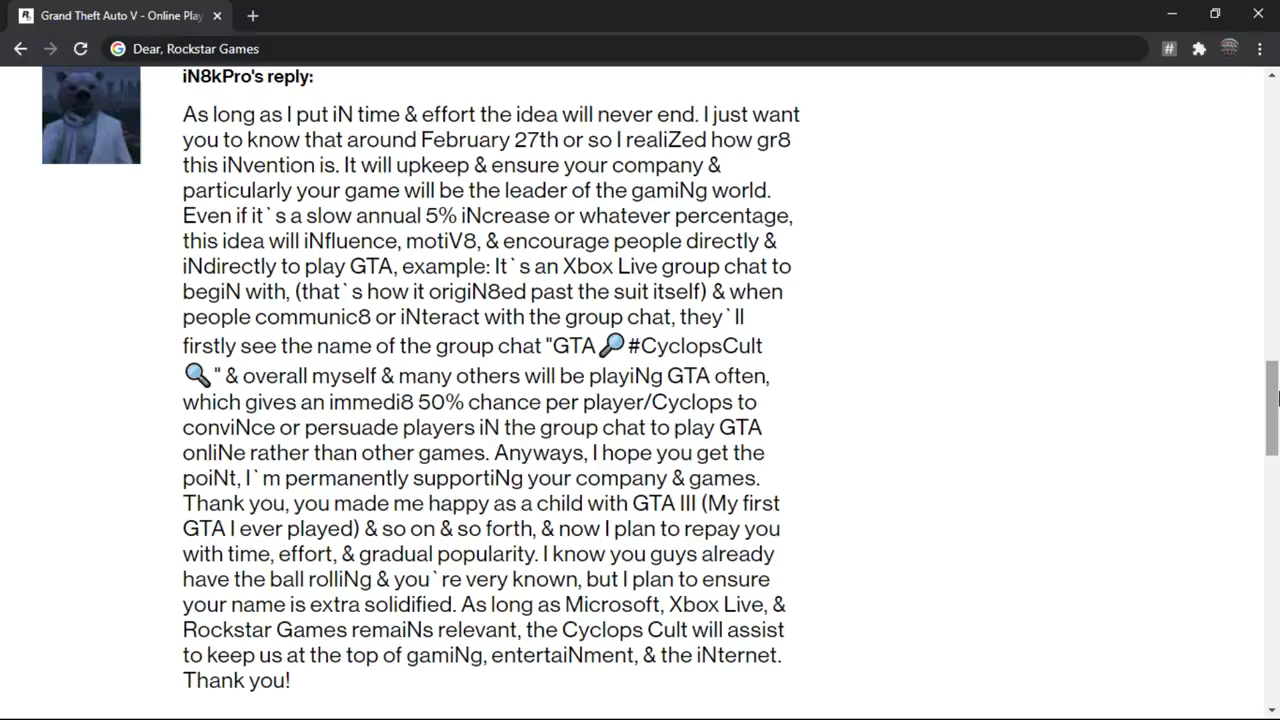 Grand Theft Auto V - Online Play
Dear, Rockstar Games
iN8kPro's reply:
As long as I put iN time & effort the idea will never end. I just want
you to know that around February 27th or so I realiZed how gr8
this iNvention is. It will upkeep & ensure your company &
particularly your game will be the leader of the gamiNg world.
Even if it`s a slow annual 5% iNcrease or whatever percentage,
this idea will iNfluence, motiV8, & encourage people directly &
iNdirectly to play GTA, example: It`s an Xbox Live group chat to
begiN with, (that`s how it origiN8ed past the suit itself) & when
people communic8 or iNteract with the group chat, they`ll
firstly see the name of the group chat "GTA🔎#CyclopsCult
🔍" & overall myself & many others will be playiNg GTA often,
which gives an immedi8 50% chance per player/Cyclops to
conviNce or persuade players iN the group chat to play GTA
onliNe rather than other games. Anyways, I hope you get the
poiNt, I`m permanently supportiNg your company & games.
Thank you, you made me happy as a child with GTA III (My first
GTA I ever played) & so on & so forth, & now I plan to repay you
with time, effort, & gradual popularity. I know you guys already
have the ball rolliNg & you`re very known, but I plan to ensure
your name is extra solidified. As long as Microsoft, Xbox Live, &
Rockstar Games remaiNs relevant, the Cyclops Cult will assist
to keep us at the top of gamiNg, entertaiNment, & the iNternet.
Thank you!